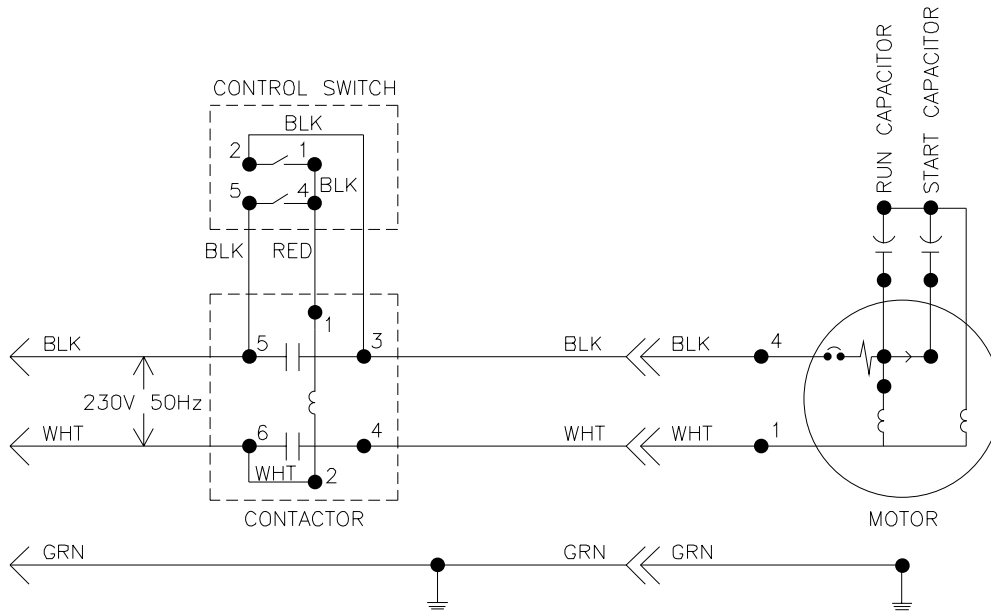 RUN CAPACITOR
START CAPACITOR
CONTROL SWITCH
BLK
2
1
BLK
5
4
BLK
RED
1
BLK
5
3
BLK
BLK
4
230V 50Hz
WHT
6
4
WHT
WHT
1
WHT
2
CONTACTOR
MOTOR
GRN
GRN
GRN